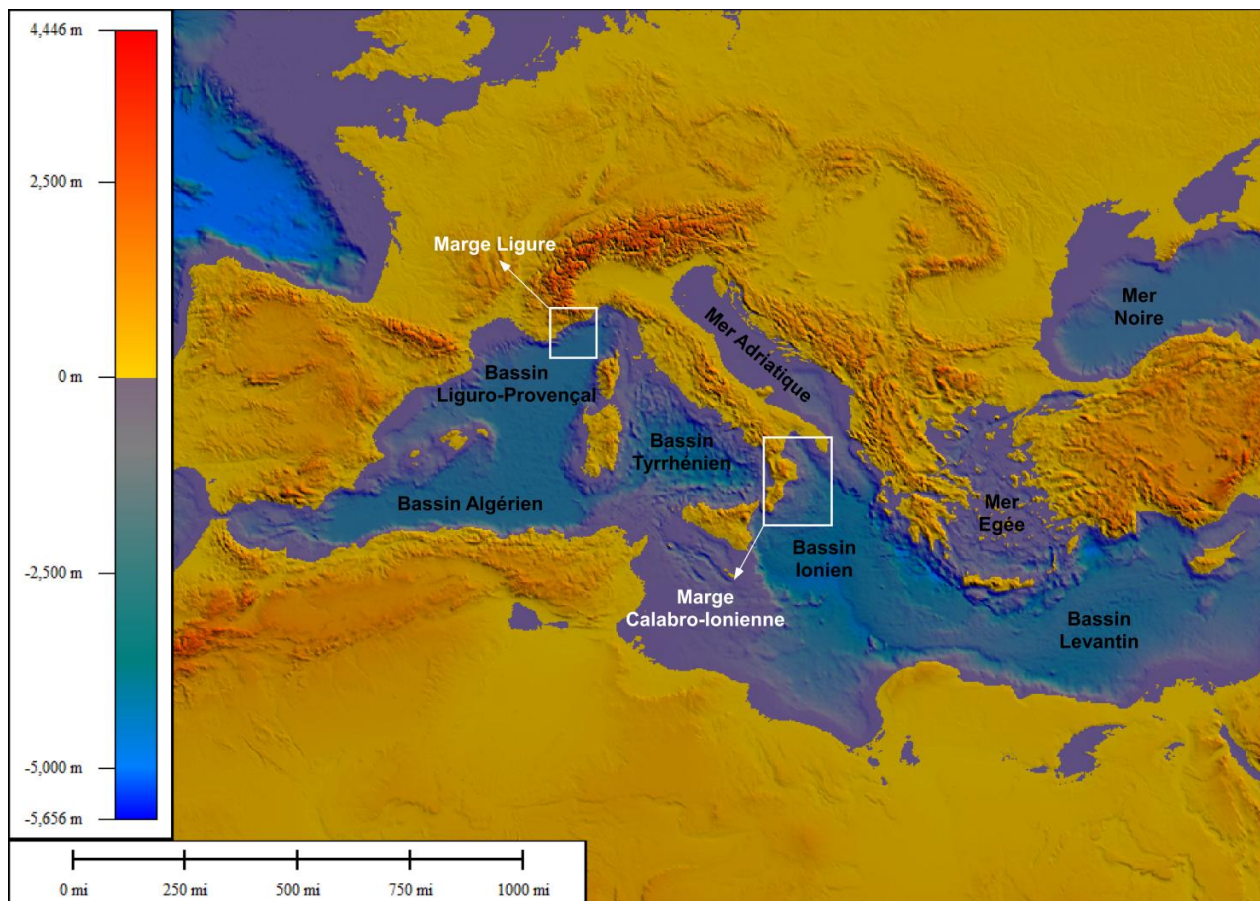 4,446 m
2,500 m
0 m
-2,500 m
-5,000 m
-5,656 m
Marge Ligure
Mer
Noire
Mer Adriatique
Bassin
Liguro-Provençal
Bassin
Tyrrhénien
Bassin Algérien
Mer
Egée
Bassin
Ionien
Marge
Calabro-Ionienne
Bassin
Levantin
0 mi
250 mi
500 mi
750 mi
1000 mi